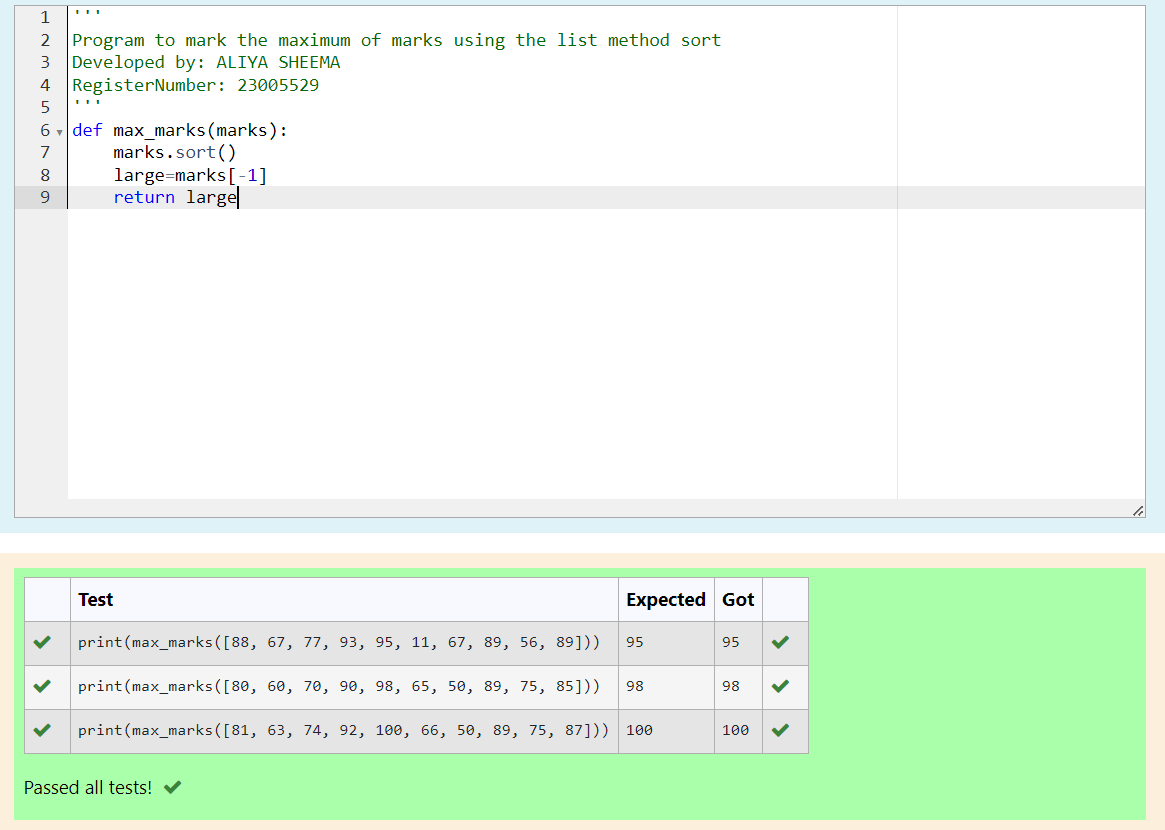 1 '''
2 Program to mark the maximum of marks using the list method sort
3 Developed by: ALIYA SHEEMA
4 RegisterNumber: 23005529
5 '''
6 def max_marks(marks):
7     marks.sort()
8     large=marks[-1]
9     return large
Test Expected Got
print(max_marks([88, 67, 77, 93, 95, 11, 67, 89, 56, 89])) 95 95
print(max_marks([80, 60, 70, 90, 98, 65, 50, 89, 75, 85])) 98 98
print(max_marks([81, 63, 74, 92, 100, 66, 50, 89, 75, 87])) 100 100
Passed all tests!